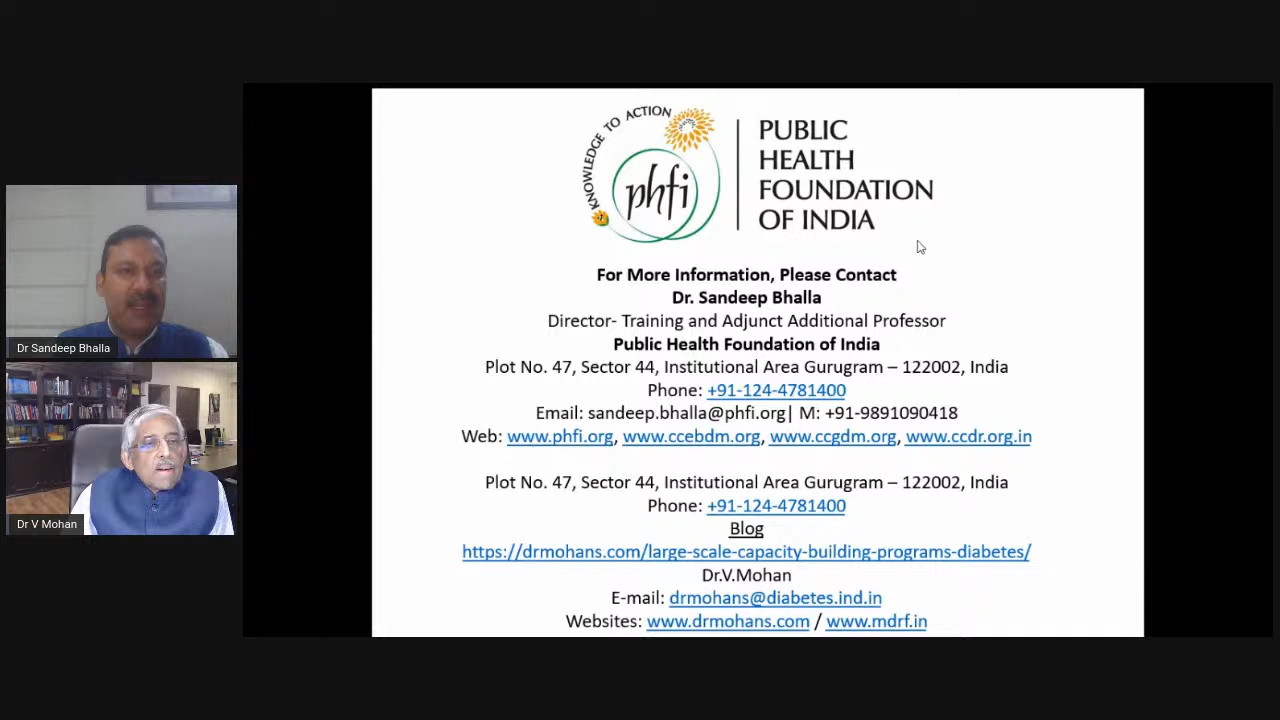 KNOWLEDGE TO ACTION
phfi
PUBLIC
HEALTH
FOUNDATION
OF INDIA
For More Information, Please Contact
Dr. Sandeep Bhalla
Director- Training and Adjunct Additional Professor
Public Health Foundation of India
Plot No. 47, Sector 44, Institutional Area Gurugram – 122002, India
Phone: +91-124-4781400
Email: sandeep.bhalla@phfi.org| M: +91-9891090418
Web: www.phfi.org, www.ccebdm.org, www.ccgdm.org, www.ccdr.org.in
Plot No. 47, Sector 44, Institutional Area Gurugram – 122002, India
Phone: +91-124-4781400
Blog
https://drmohans.com/large-scale-capacity-building-programs-diabetes/
Dr.V.Mohan
E-mail: drmohans@diabetes.ind.in
Websites: www.drmohans.com / www.mdrf.in
Dr Sandeep Bhalla
Dr V Mohan